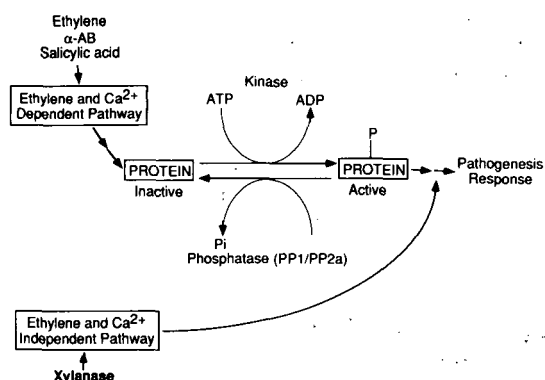 Ethylene
α-AB
Salicylic acid
Ethylene and Ca2+
Dependent Pathway
Kinase
ATP
ADP
PROTEIN
Inactive
P
PROTEIN
Active
Pathogenesis
Response
Pi
Phosphatase (PP1/PP2a)
Ethylene and Ca2+
Independent Pathway
Xylanase